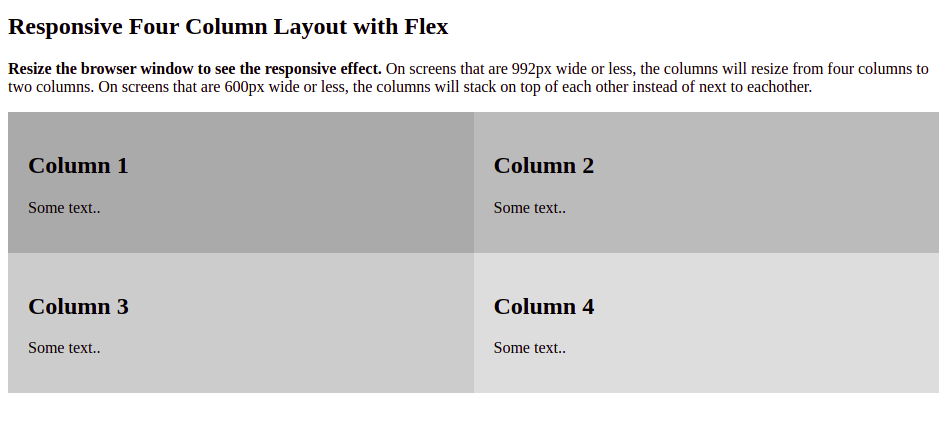 Responsive Four Column Layout with Flex
Resize the browser window to see the responsive effect. On screens that are 992px wide or less, the columns will resize from four columns to
two columns. On screens that are 600px wide or less, the columns will stack on top of each other instead of next to eachother.
Column 1
Some text..
Column 2
Some text..
Column 3
Some text..
Column 4
Some text..